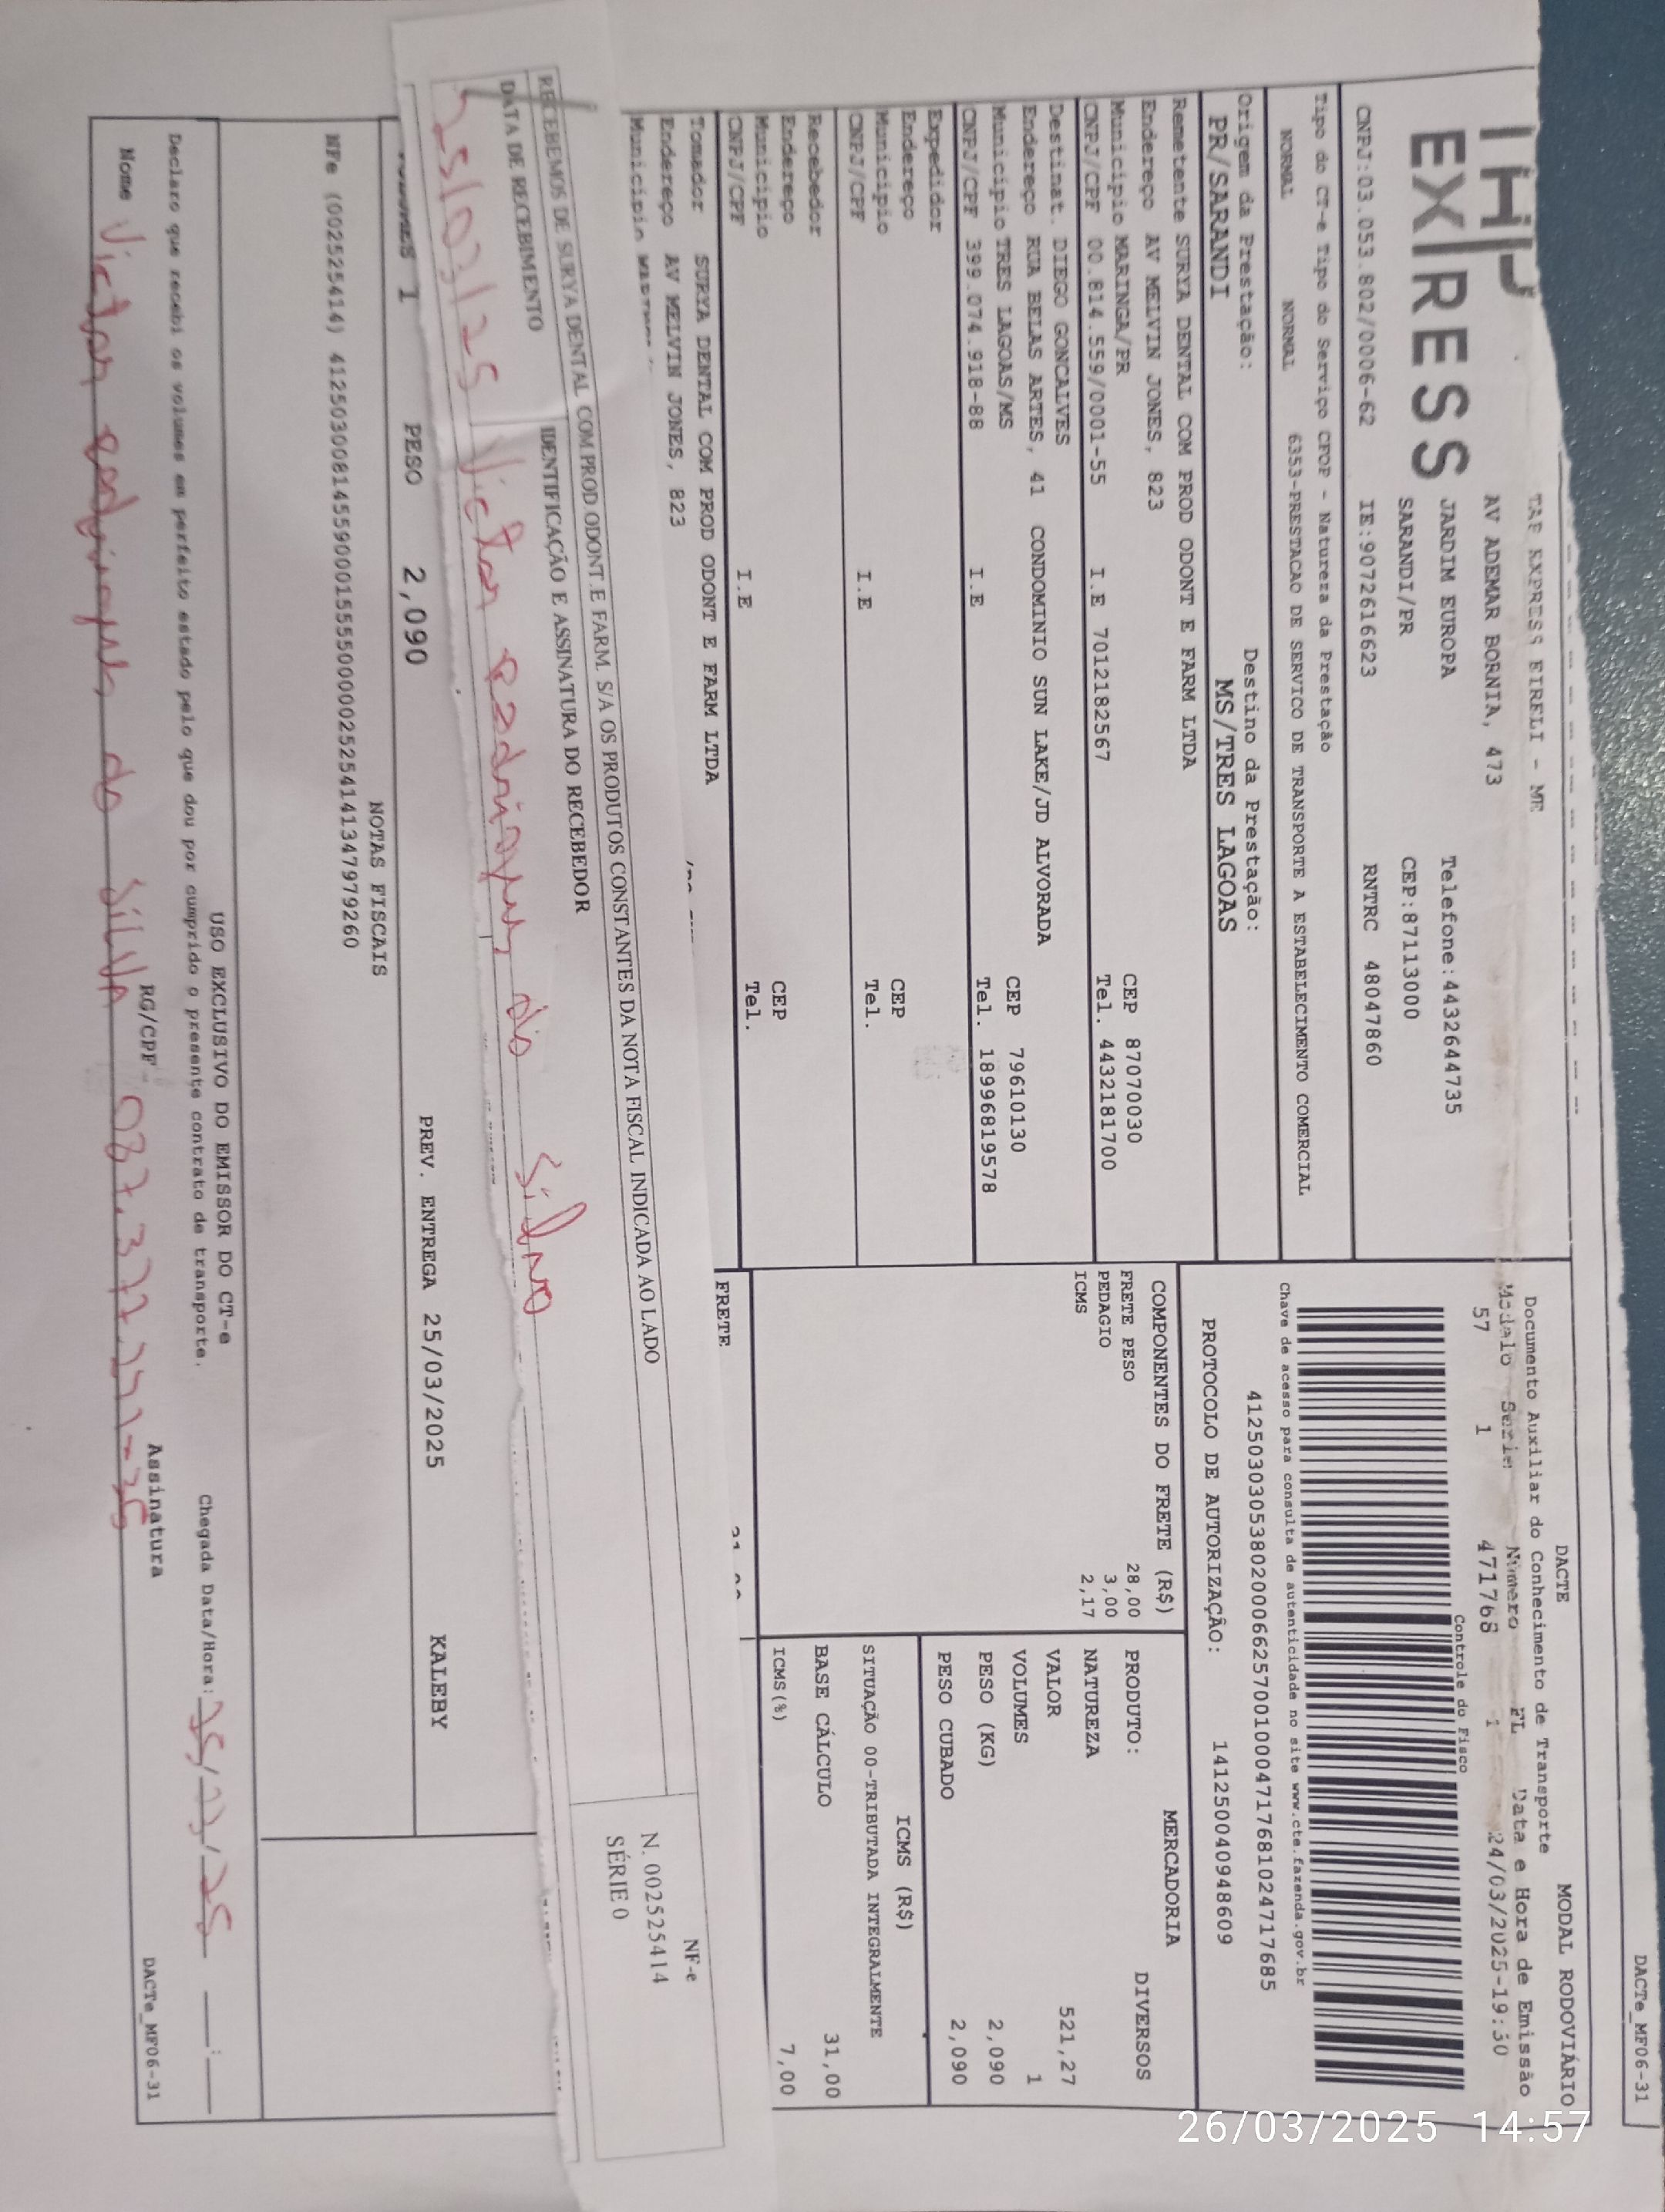 DACTe_MF06-31
THP
EXPRESS
TAP EXPRESS EIRELI - ME
AV ADEMAR BORNIA, 473
JARDIM EUROPA Telefone:4432644735
SARANDI/PR CEP:87113000
CNPJ:03.053.802/0006-62 IE:9072616623 RNTRC 48047860
DACTE MODAL RODOVIÁRIO
Documento Auxiliar do Conhecimento de Transporte
Modelo Serie Número FL Data e Hora de Emissão
57 1 471768 1 24/03/2025-19:30
Controle do Fisco
Tipo do CT-e Tipo do Serviço CFOP - Natureza da Prestação
NORMAL NORMAL 6353-PRESTACAO DE SERVICO DE TRANSPORTE A ESTABELECIMENTO COMERCIAL
Chave de acesso para consulta de autenticidade no site www.cte.fazenda.gov.br
41250303053802000662570010004717681024717685
Origem da Prestação: Destino da Prestação:
PR/SARANDI MS/TRES LAGOAS
PROTOCOLO DE AUTORIZAÇÃO: 141250040948609
Remetente SURYA DENTAL COM PROD ODONT E FARM LTDA
Endereço AV MELVIN JONES, 823
Município MARINGA/PR CEP 87070030
CNPJ/CPF 00.814.559/0001-55 I.E 7012182567 Tel. 4432181700
Destinat. DIEGO GONCALVES
Endereço RUA BELAS ARTES, 41 CONDOMINIO SUN LAKE/JD ALVORADA
Município TRES LAGOAS/MS CEP 79610130
CNPJ/CPF 399.074.918-88 I.E Tel. 18996819578
Expedidor
Endereço
Município CEP
CNPJ/CPF I.E Tel.
Recebedor
Endereço
Município CEP
CNPJ/CPF I.E Tel.
Tomador SURYA DENTAL COM PROD ODONT E FARM LTDA
Endereço AV MELVIN JONES, 823
Município
COMPONENTES DO FRETE (R$)
FRETE PESO 28,00
PEDAGIO 3,00
ICMS 2,17
FRETE
MERCADORIA
PRODUTO: DIVERSOS
NATUREZA
VALOR 521,27
VOLUMES 1
PESO (KG) 2,090
PESO CUBADO 2,090
ICMS (R$)
SITUAÇÃO 00-TRIBUTADA INTEGRALMENTE
BASE CÁLCULO 31,00
ICMS(%) 7,00
RECEBEMOS DE SURYA DENTAL COM PROD ODONT.E FARM. S/A OS PRODUTOS CONSTANTES DA NOTA FISCAL INDICADA AO LADO
DATA DE RECEBIMENTO IDENTIFICAÇÃO E ASSINATURA DO RECEBEDOR
25/03/25 Victor Rodrigues da Silva
NF-e
N. 002525414
SÉRIE 0
1 PESO 2,090 PREV. ENTREGA 25/03/2025 KALEBY
NOTAS FISCAIS
NFe (002525414) 41250300814559000155550000025254141347979260
USO EXCLUSIVO DO EMISSOR DO CT-e
Declaro que recebi os volumes em perfeito estado pelo que dou por cumprido o presente contrato de transporte.
Chegada Data/Hora: 25/03/25 __:__
Nome Victor Rodrigues da Silva RG/CPF Assinatura
DACTe_MF06-31
26/03/2025 14:57